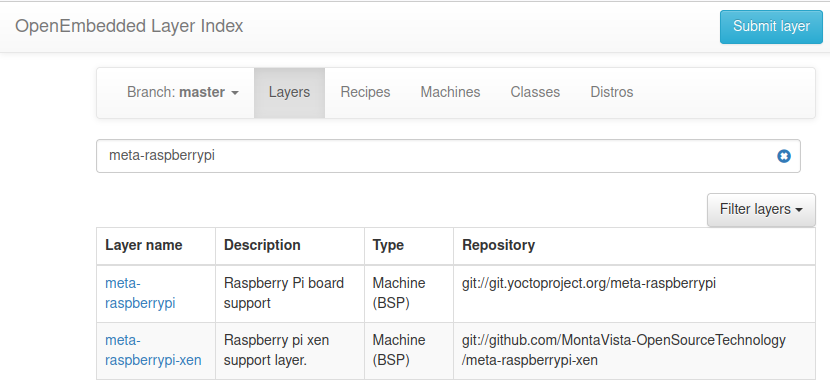 OpenEmbedded Layer Index
Submit layer
Branch: master
Layers
Recipes
Machines
Classes
Distros
meta-raspberrypi
Filter layers
Layer name
Description
Type
Repository
meta-
raspberrypi
Raspberry Pi board
support
Machine
(BSP)
git://git.yoctoproject.org/meta-raspberrypi
meta-
raspberrypi-xen
Raspberry pi xen
support layer.
Machine
(BSP)
git://github.com/MontaVista-OpenSourceTechnology
/meta-raspberrypi-xen